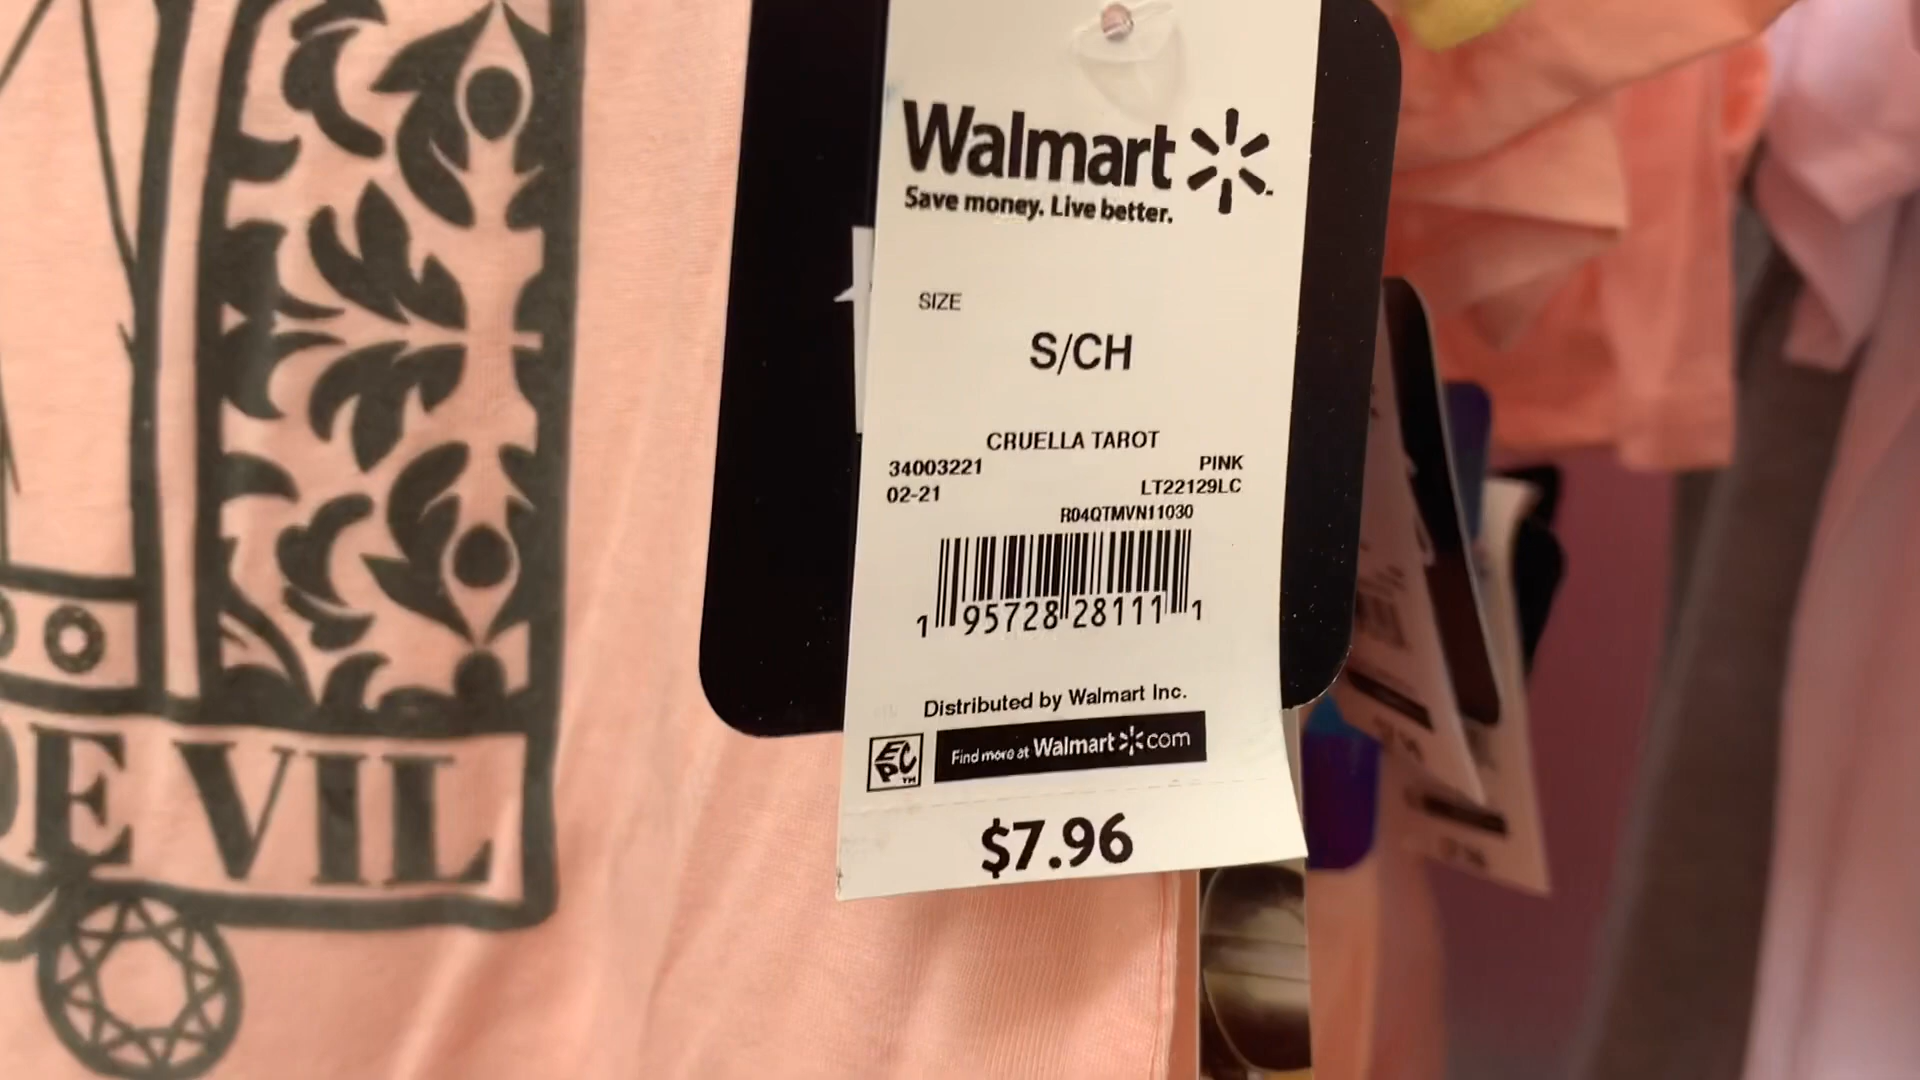 Walmart
Save money. Live better.
SIZE
S/CH
CRUELLA TAROT
34003221 PINK
02-21 LT22129LC
R04QTMVN11030
1 95728 28111 1
Distributed by Walmart Inc.
EPC™
Find more at Walmart com
$7.96
DE VIL